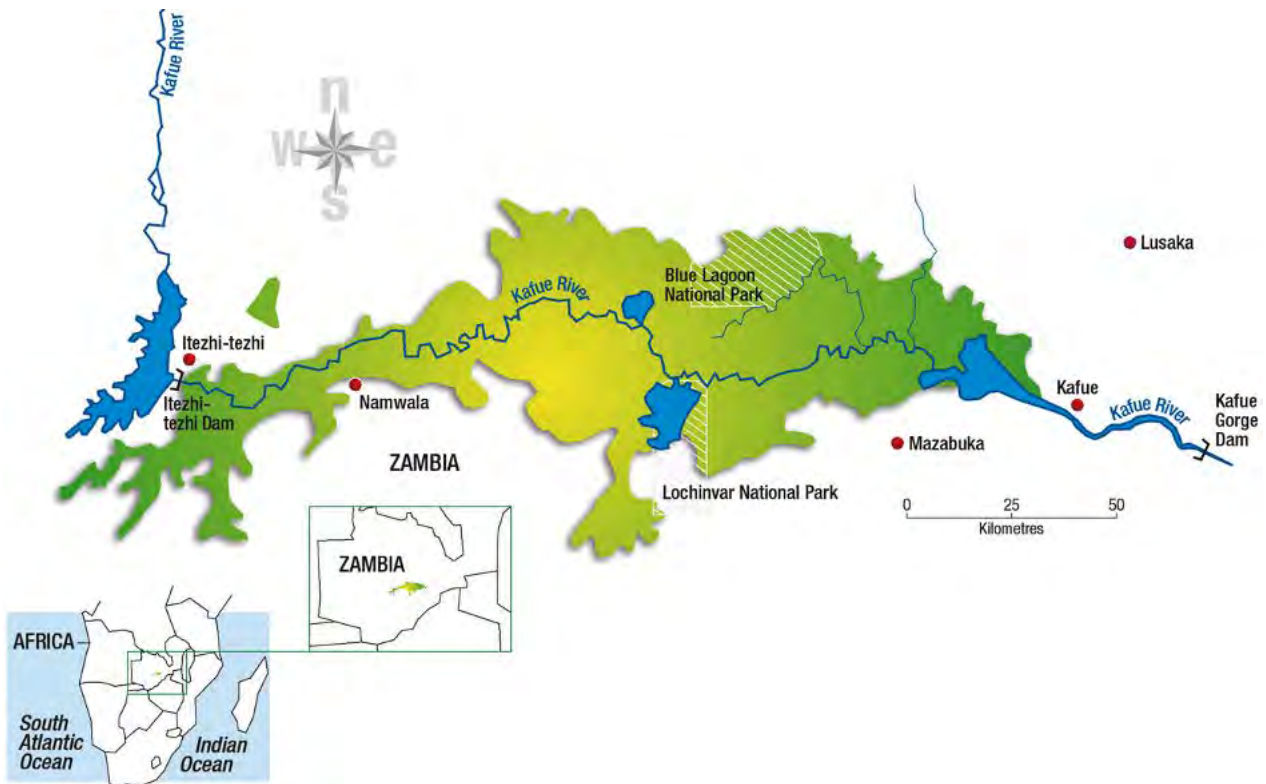 Kafue River
n
w
e
s
Lusaka
Blue Lagoon
National Park
Kafue River
Itezhi-tezhi
Itezhi-
tezhi Dam
Namwala
Kafue
Kafue River
Kafue
Gorge
Dam
Mazabuka
ZAMBIA
Lochinvar National Park
0 25 50
Kilometres
ZAMBIA
AFRICA
South
Atlantic
Ocean
Indian
Ocean